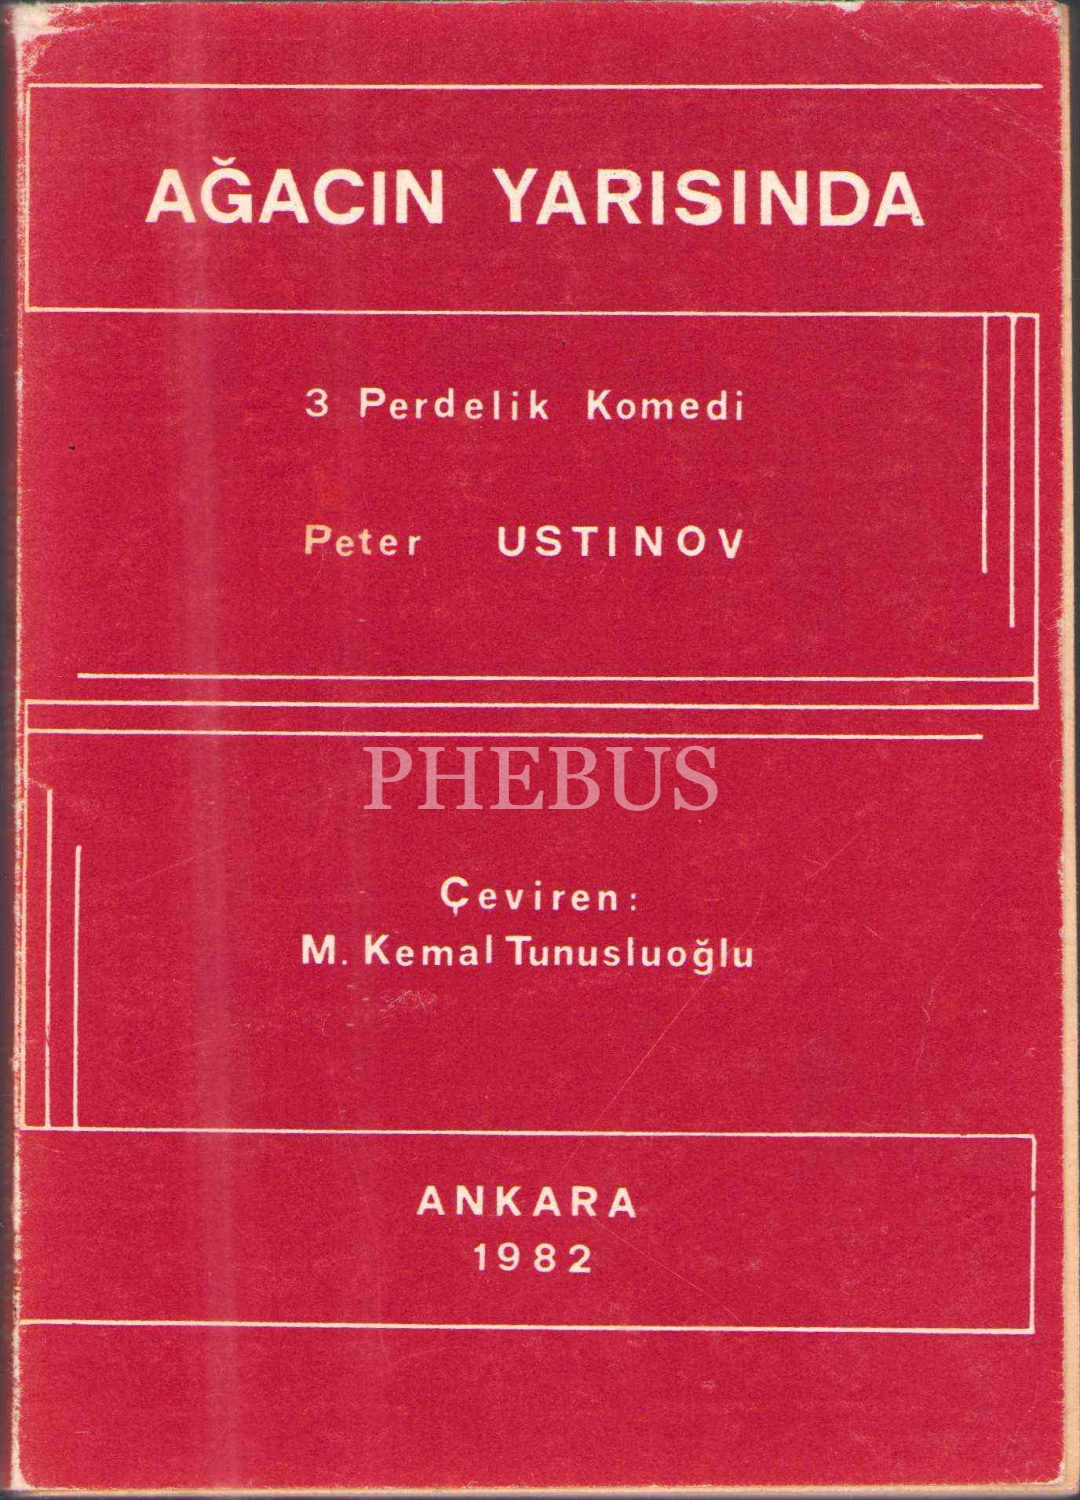 AĞACIN YARISINDA
3 Perdelik Komedi
Peter USTINOV
PHEBUS
Çeviren:
M. Kemal Tunusluoğlu
ANKARA
1982